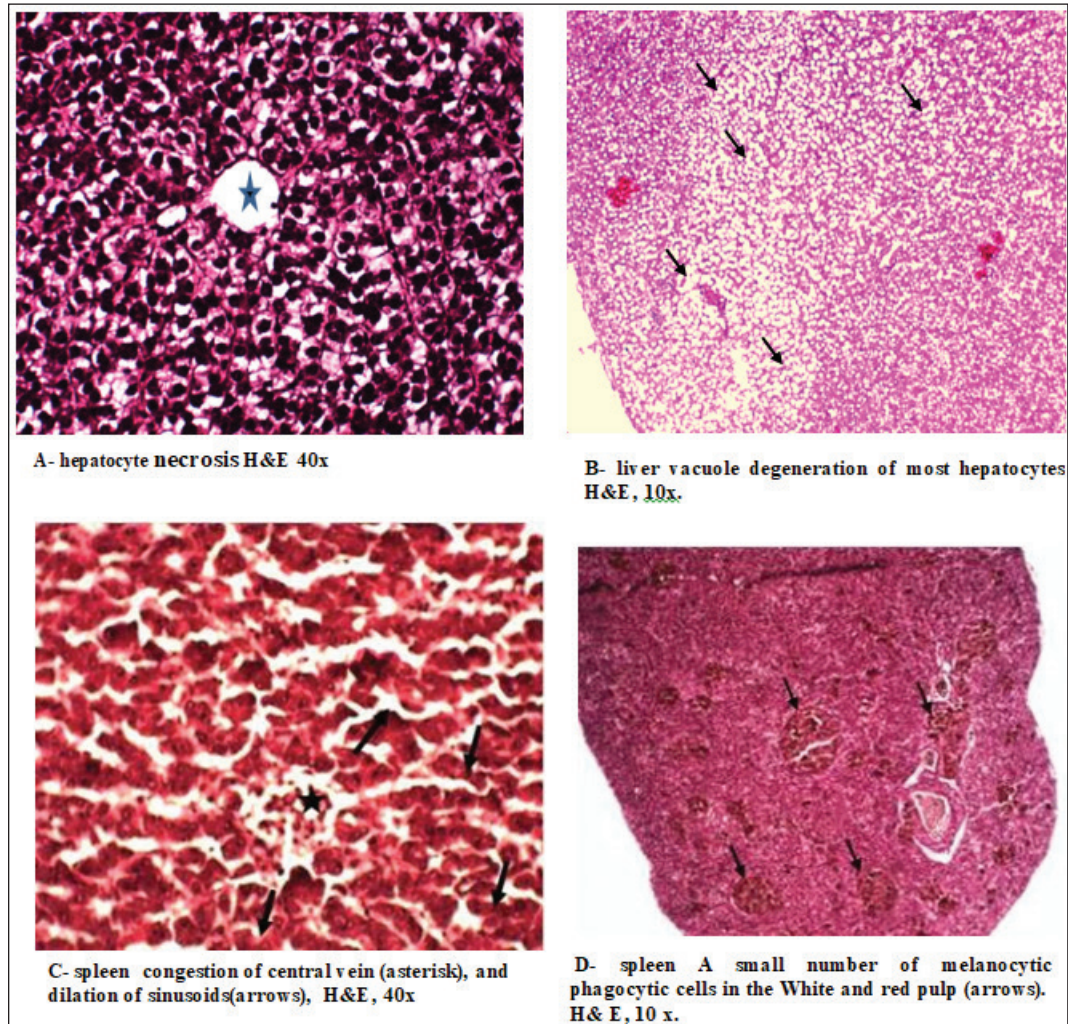 A- hepatocyte necrosis H&E 40x
B- liver vacuole degeneration of most hepatocytes
H&E, 10x.
C- spleen congestion of central vein (asterisk), and
dilation of sinusoids(arrows), H&E, 40x
D- spleen A small number of melanocytic
phagocytic cells in the White and red pulp (arrows).
H& E, 10 x.